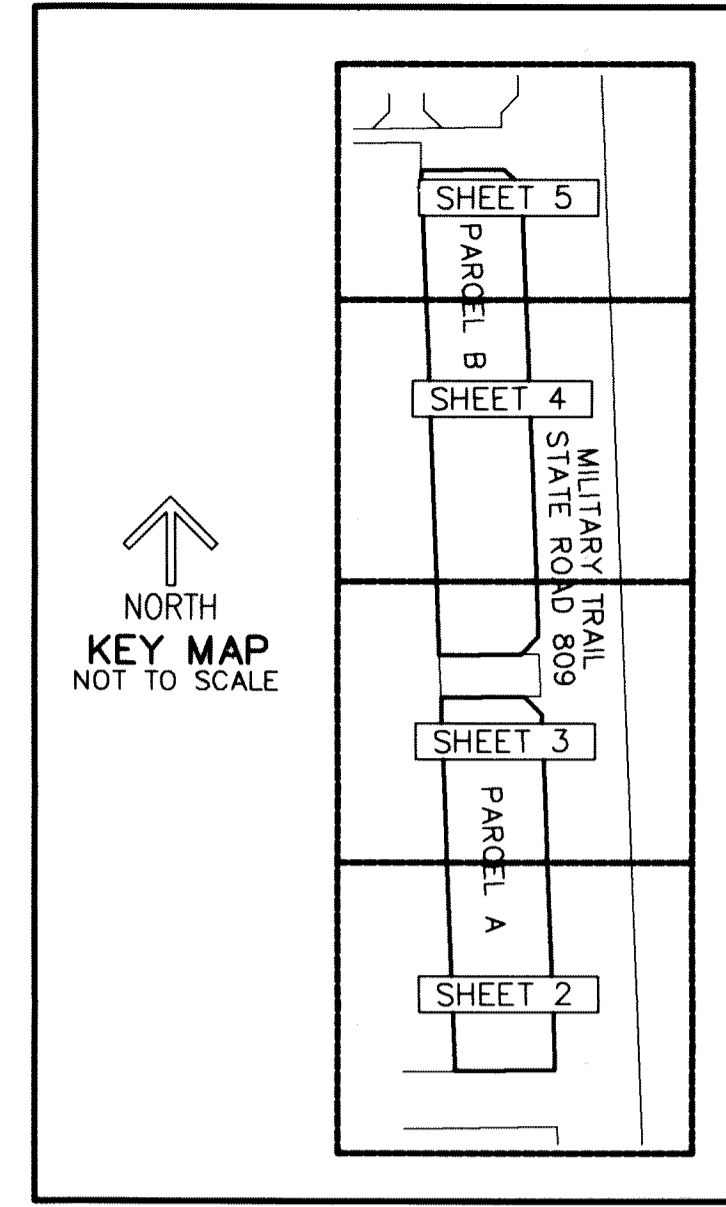 SHEET 5
PARCEL B
SHEET 4
MILITARY TRAIL
STATE ROAD 809
NORTH
KEY MAP
NOT TO SCALE
SHEET 3
PARCEL A
SHEET 2